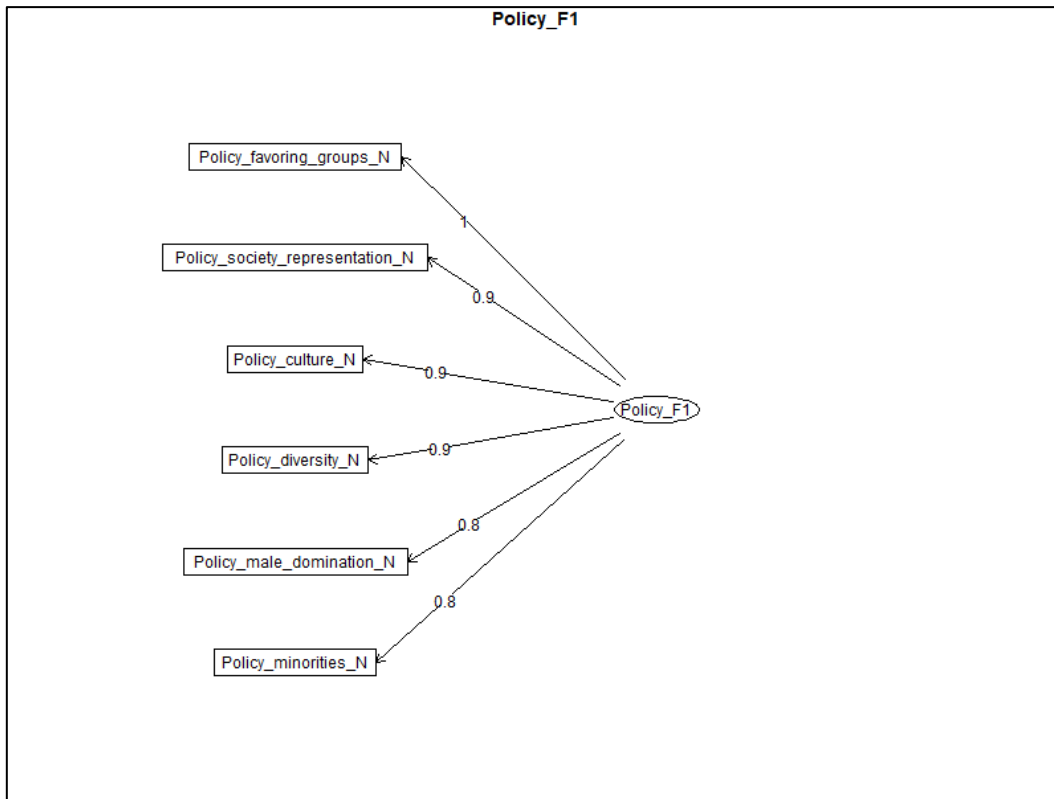 Policy_F1
Policy_favoring_groups_N
1
Policy_society_representation_N
0.9
Policy_culture_N
0.9
Policy_F1
Policy_diversity_N
0.9
Policy_male_domination_N
0.8
Policy_minorities_N
0.8